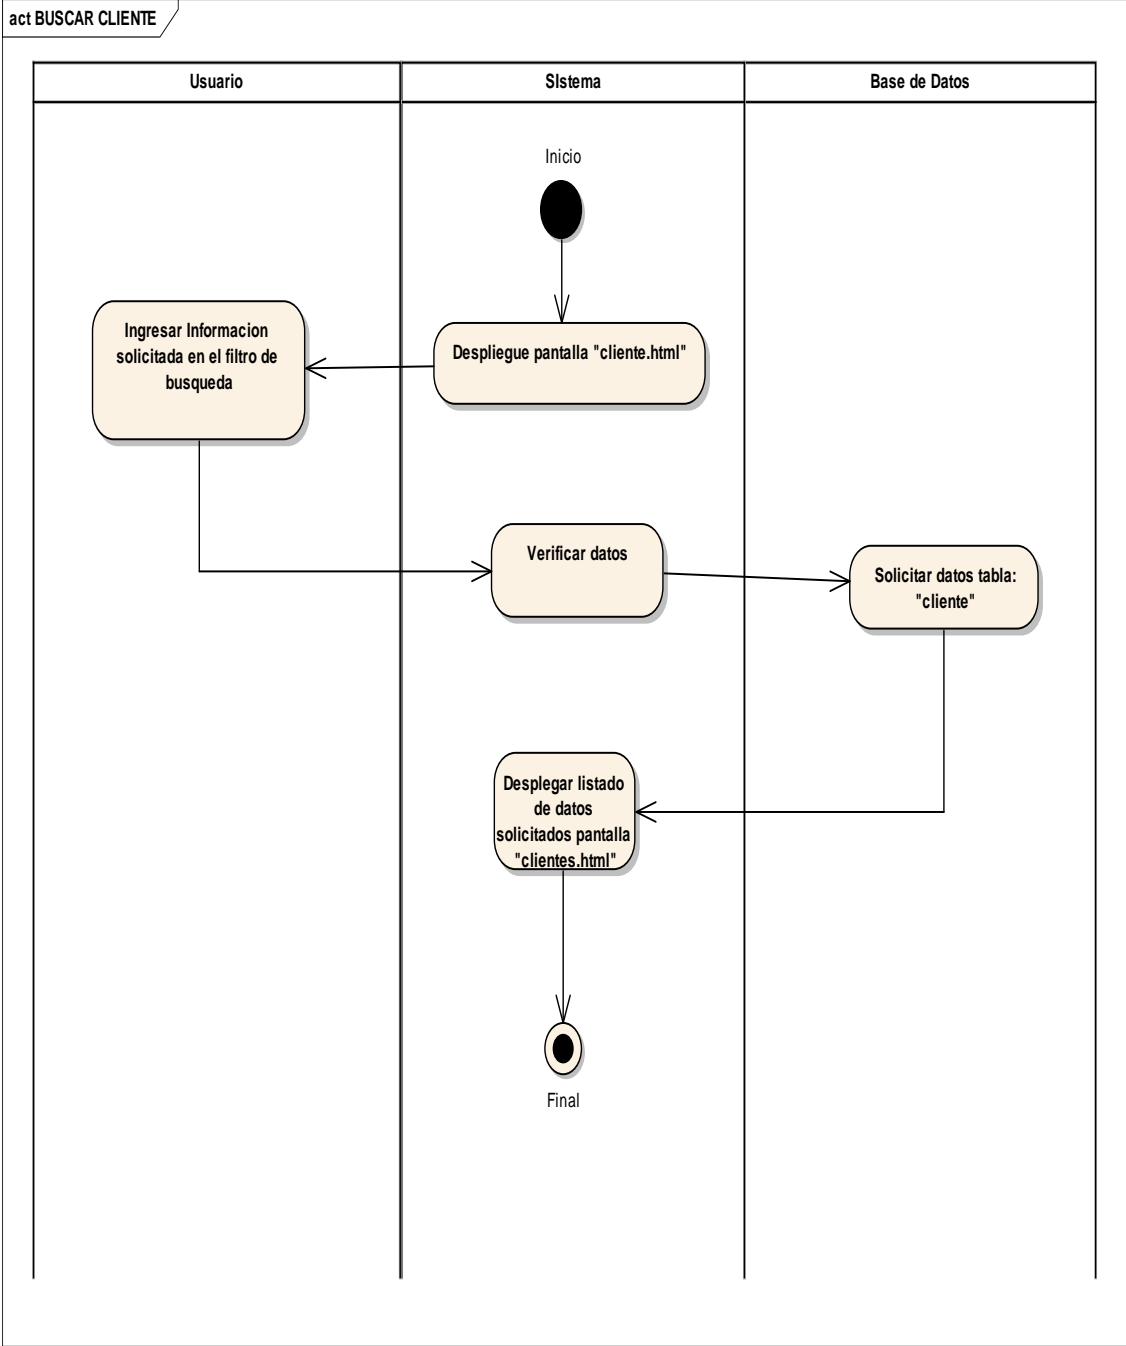 act BUSCAR CLIENTE
Usuario
SIstema
Base de Datos
Inicio
Ingresar Informacion
solicitada en el filtro de
busqueda
Despliegue pantalla "cliente.html"
Verificar datos
Solicitar datos tabla:
"cliente"
Desplegar listado
de datos
solicitados pantalla
"clientes.html"
Final